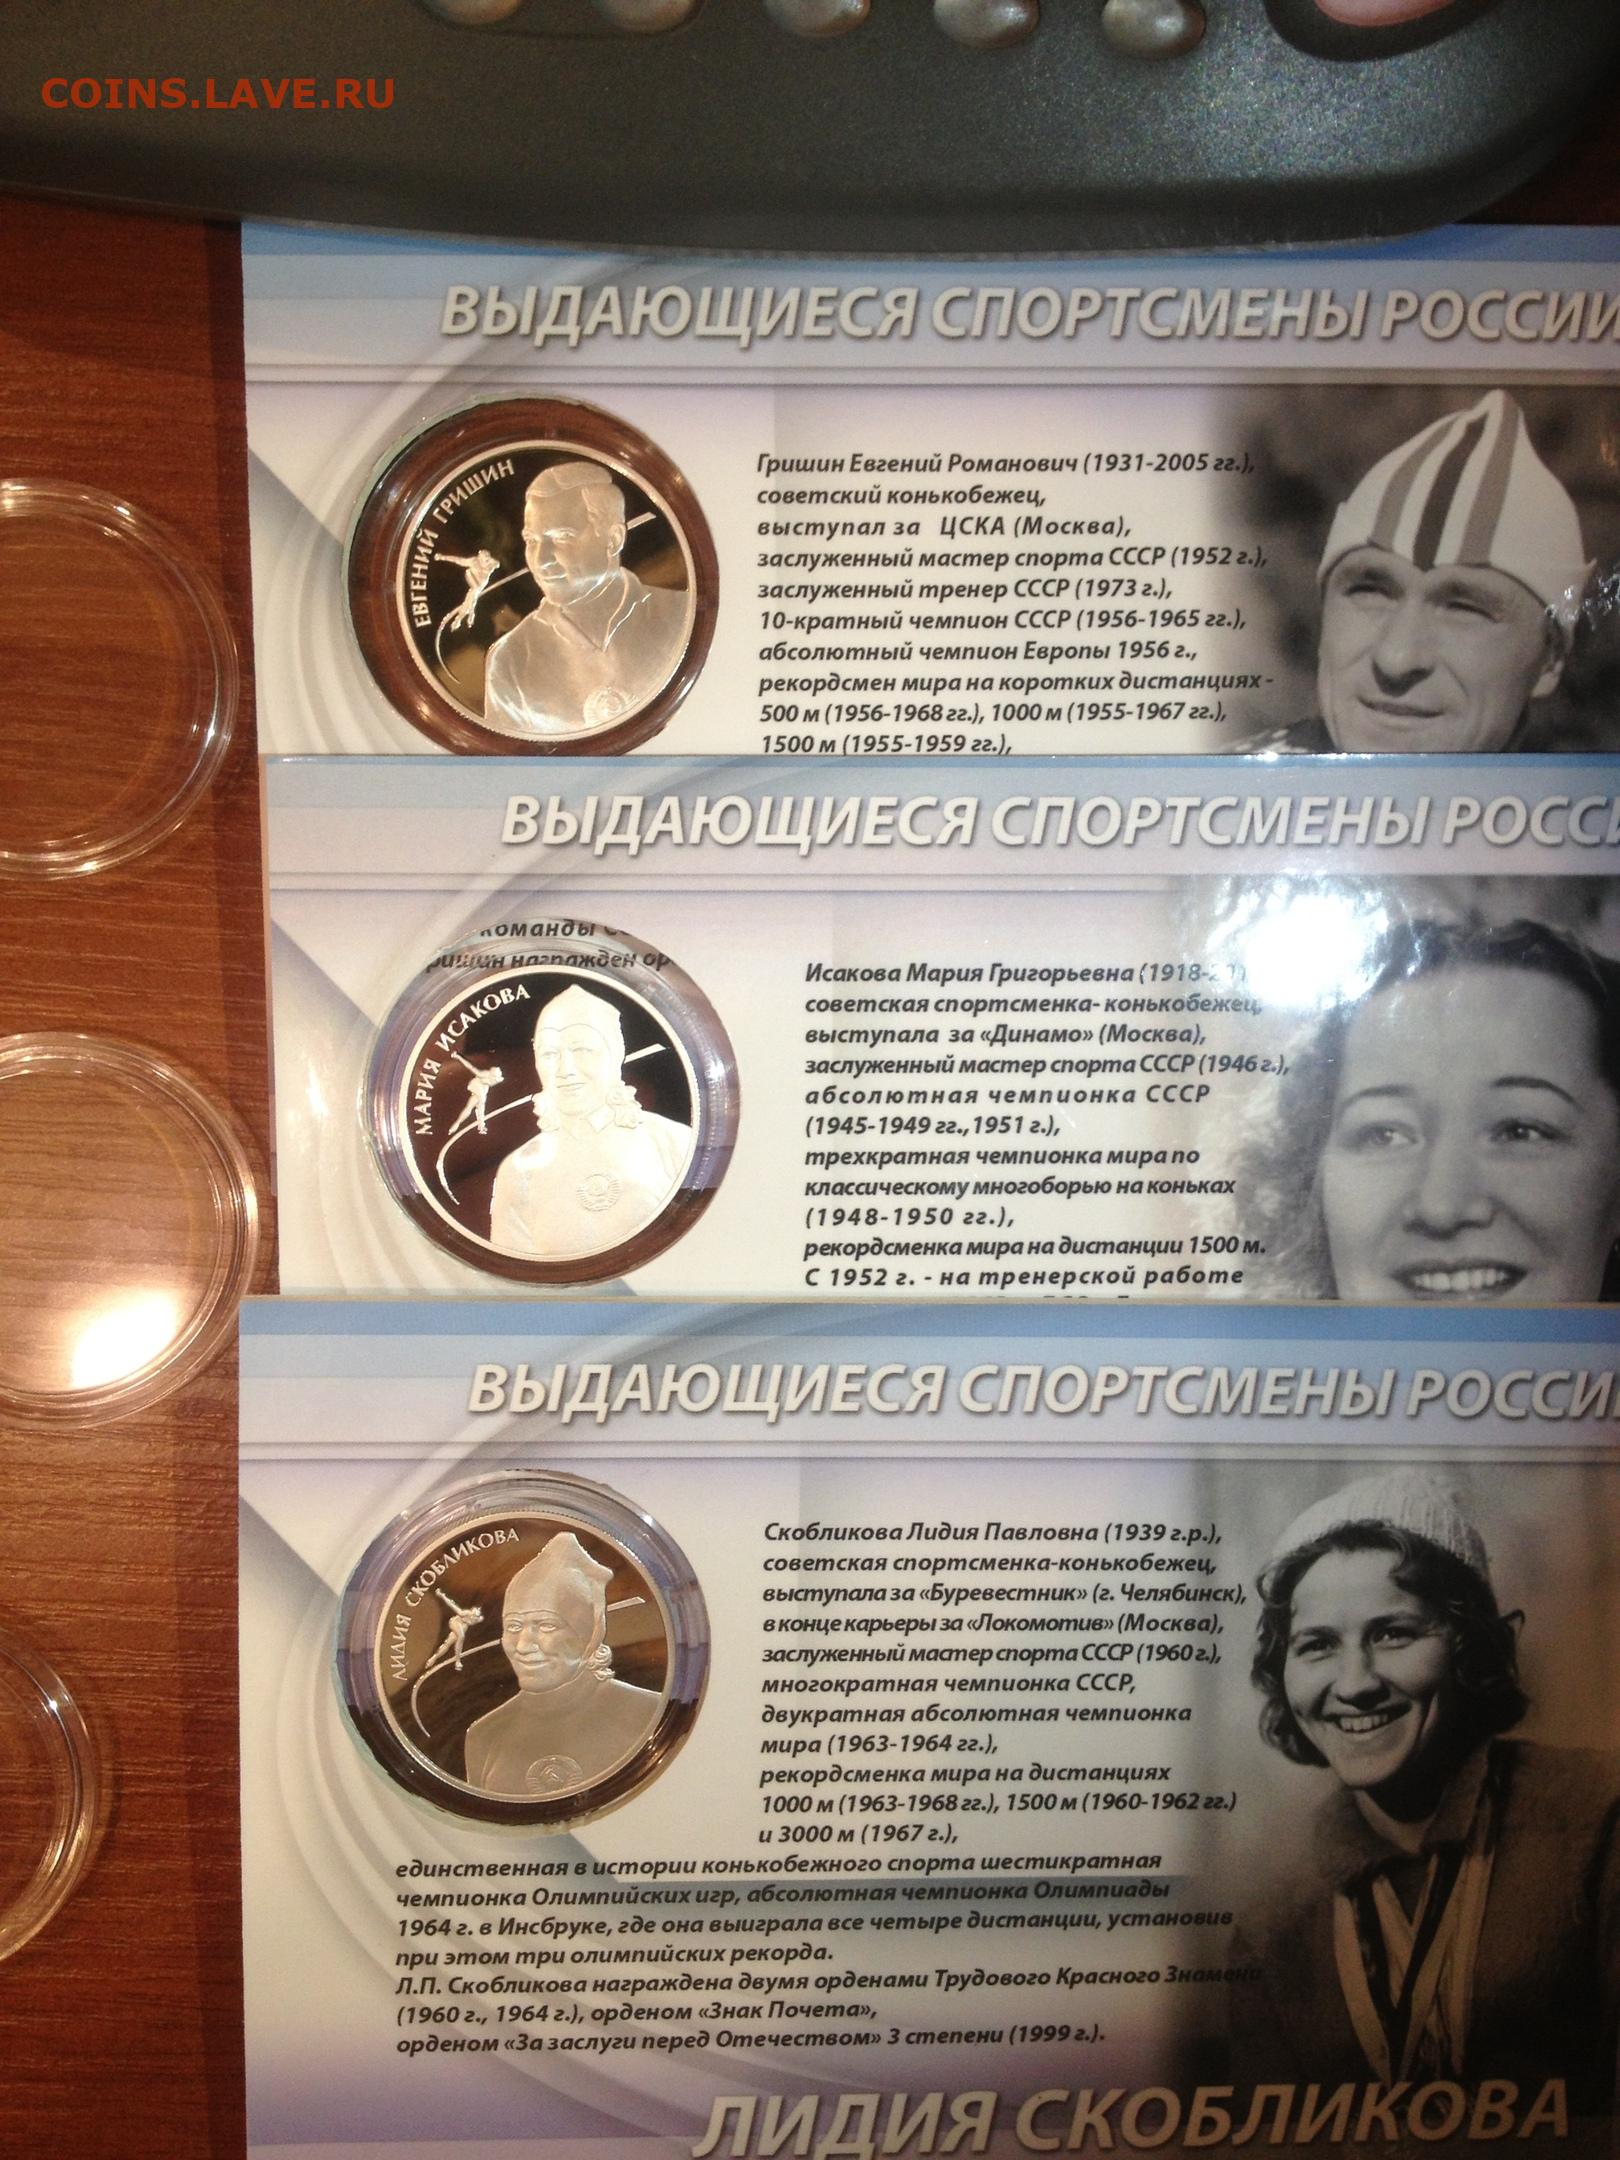 COINS.LAVE.RU
ВЫДАЮЩИЕСЯ СПОРТСМЕНЫ РОССИИ
ЕВГЕНИЙ ГРИШИН
Гришин Евгений Романович (1931-2005 гг.),
советский конькобежец,
выступал за ЦСКА (Москва),
заслуженный мастер спорта СССР (1952 г.),
заслуженный тренер СССР (1973 г.),
10-кратный чемпион СССР (1956-1965 гг.),
абсолютный чемпион Европы 1956 г.,
рекордсмен мира на коротких дистанциях -
500 м (1956-1968 гг.), 1000 м (1955-1967 гг.),
1500 м (1955-1959 гг.),
ВЫДАЮЩИЕСЯ СПОРТСМЕНЫ
команды
награжден
МАРИЯ ИСАКОВА
Исакова Мария Григорьевна (1918-
советская спортсменка- конькобежец,
выступала за «Динамо» (Москва),
заслуженный мастер спорта СССР (1946 г.),
абсолютная чемпионка СССР
(1945-1949 гг., 1951 г.),
трехкратная чемпионка мира по
классическому многоборью на коньках
(1948-1950 гг.),
рекордсменка мира на дистанции 1500 м.
С 1952 г. - на тренерской работе
ВЫДАЮЩИЕСЯ СПОРТСМЕНЫ РОССИИ
ЛИДИЯ СКОБЛИКОВА
Скобликова Лидия Павловна (1939 г.р.),
советская спортсменка-конькобежец,
выступала за «Буревестник» (г. Челябинск),
в конце карьеры за «Локомотив» (Москва),
заслуженный мастер спорта СССР (1960 г.),
многократная чемпионка СССР,
двукратная абсолютная чемпионка
мира (1963-1964 гг.),
рекордсменка мира на дистанциях
1000 м (1963-1968 гг.), 1500 м (1960-1962 гг.)
и 3000 м (1967 г.),
единственная в истории конькобежного спорта шестикратная
чемпионка Олимпийских игр, абсолютная чемпионка Олимпиады
1964 г. в Инсбруке, где она выиграла все четыре дистанции, установив
при этом три олимпийских рекорда.
Л.П. Скобликова награждена двумя орденами Трудового Красного Знамени
(1960 г., 1964 г.), орденом «Знак Почета»,
орденом «За заслуги перед Отечеством» 3 степени (1999 г.).
ЛИДИЯ СКОБЛИКОВА